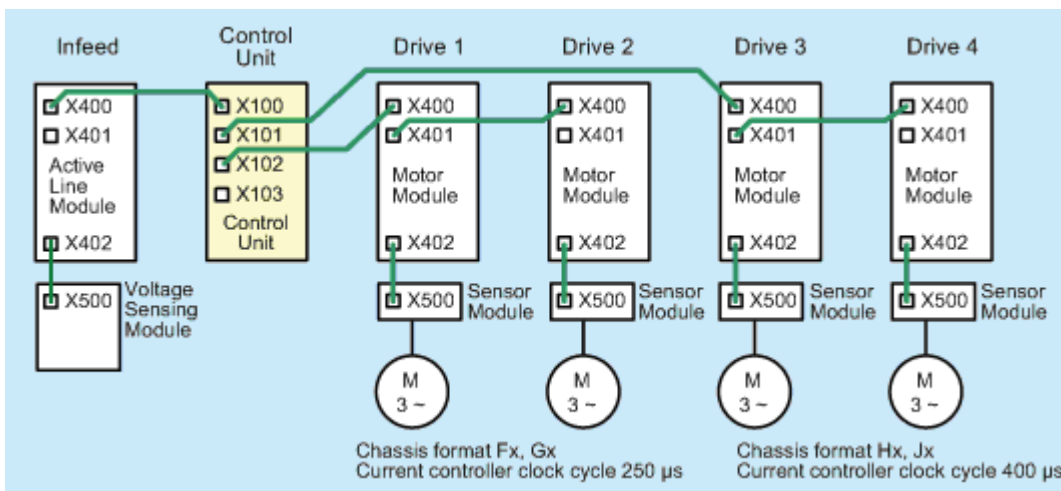 Infeed
Control
Unit
Drive 1
Drive 2
Drive 3
Drive 4
X400
X401
Active
Line
Module
X402
X500
Voltage
Sensing
Module
X100
X101
X102
X103
Control
Unit
X400
X401
Motor
Module
X402
X500
Sensor
Module
M
3 ~
X400
X401
Motor
Module
X402
X500
Sensor
Module
M
3 ~
X400
X401
Motor
Module
X402
X500
Sensor
Module
M
3 ~
X400
X401
Motor
Module
X402
X500
Sensor
Module
M
3 ~
Chassis format Fx, Gx
Current controller clock cycle 250 µs
Chassis format Hx, Jx
Current controller clock cycle 400 µs